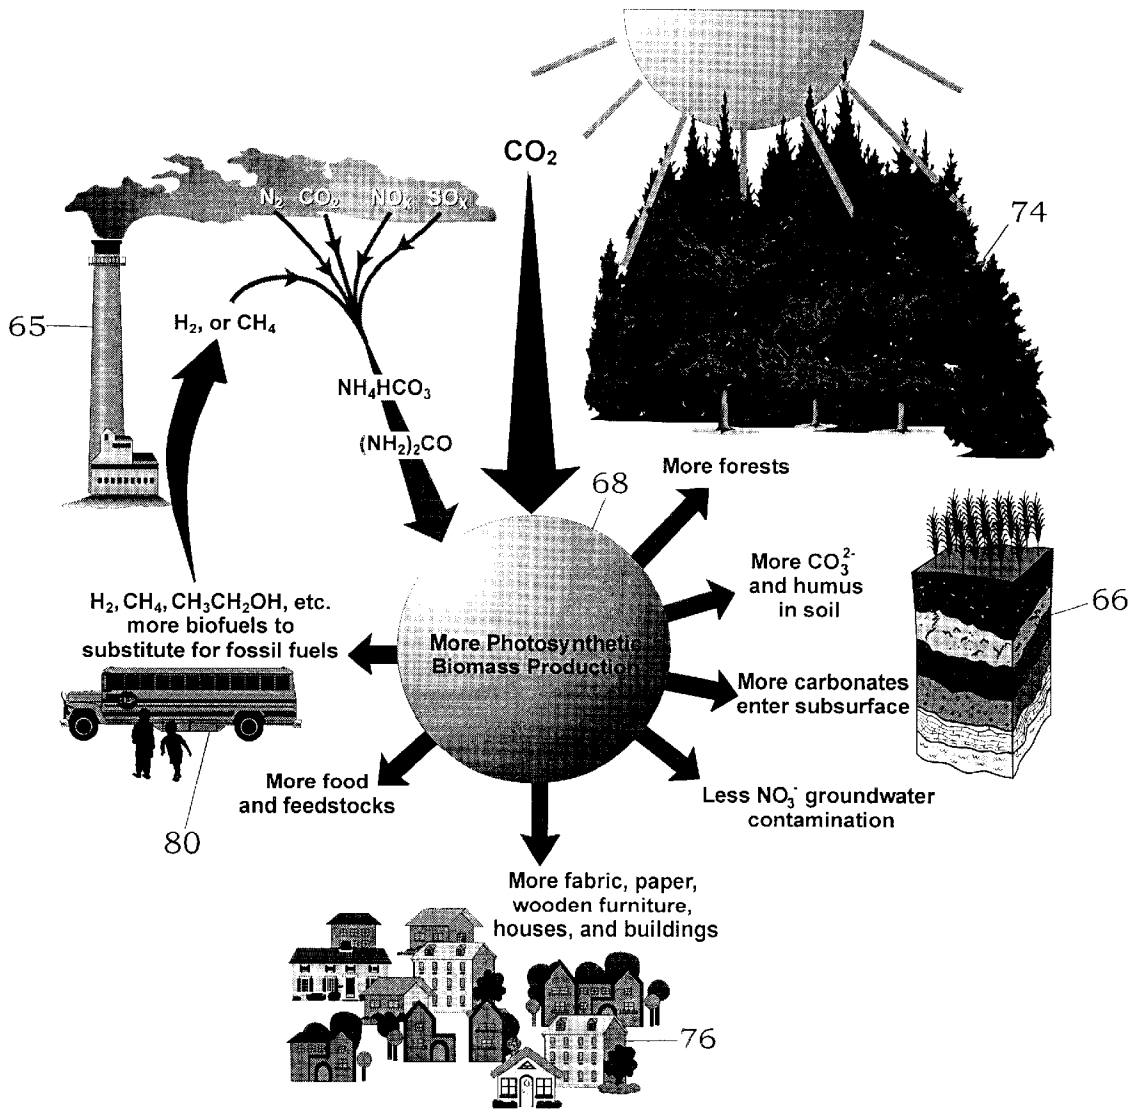 CO₂
N₂ CO₂ NOₓ SOₓ
74
65
H₂, or CH₄
NH₄HCO₃
(NH₂)₂CO
More forests
68
More CO₃²⁻
and humus
in soil
66
H₂, CH₄, CH₃CH₂OH, etc.
more biofuels to
substitute for fossil fuels
More Photosynthetic
Biomass Production
More carbonates
enter subsurface
More food
and feedstocks
Less NO₃⁻ groundwater
contamination
80
More fabric, paper,
wooden furniture,
houses, and buildings
76